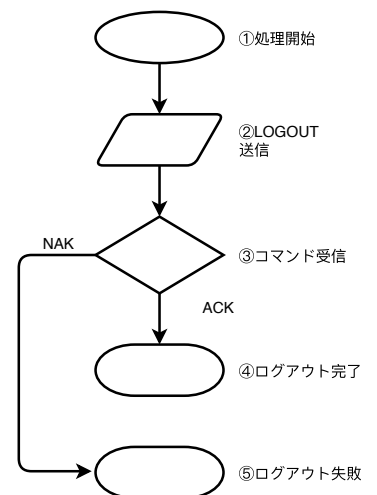 ①処理開始
②LOGOUT
送信
NAK
③コマンド受信
ACK
④ログアウト完了
⑤ログアウト失敗